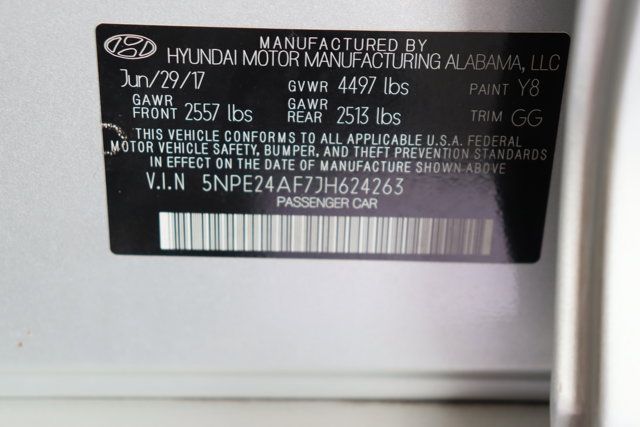 MANUFACTURED BY
HYUNDAI MOTOR MANUFACTURING ALABAMA, LLC
Jun/29/17 GVWR 4497 lbs PAINT Y8
GAWR FRONT 2557 lbs GAWR REAR 2513 lbs TRIM GG
THIS VEHICLE CONFORMS TO ALL APPLICABLE U.S.A. FEDERAL
MOTOR VEHICLE SAFETY, BUMPER, AND THEFT PREVENTION STANDARDS
IN EFFECT ON THE DATE OF MANUFACTURE SHOWN ABOVE
V.I.N 5NPE24AF7JH624263
PASSENGER CAR